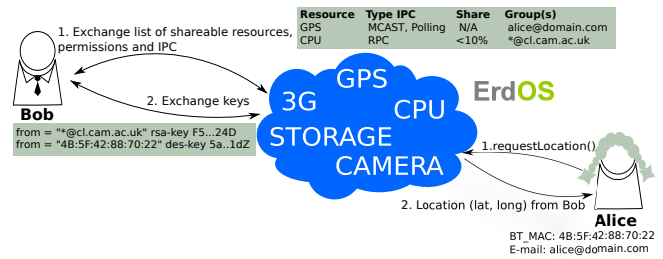 Resource Type IPC Share Group(s)
GPS MCAST, Polling N/A alice@domain.com
CPU RPC <10% *@cl.cam.ac.uk
1. Exchange list of shareable resources,
permissions and IPC
2. Exchange keys
Bob
from = "*@cl.cam.ac.uk" rsa-key F5...24D
from = "4B:5F:42:88:70:22" des-key 5a..1dZ
GPS
3G
CPU
STORAGE
CAMERA
ErdOS
1.requestLocation()
2. Location (lat, long) from Bob
Alice
BT_MAC: 4B:5F:42:88:70:22
E-mail: alice@domain.com